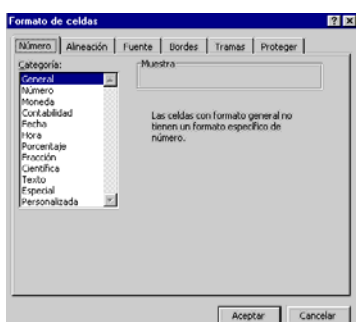 Formato de celdas
Número Alineación Fuente Bordes Tramas Proteger
Categoría:
General
Número
Moneda
Contabilidad
Fecha
Hora
Porcentaje
Fracción
Científica
Texto
Especial
Personalizada
Muestra
Las celdas con formato general no
tienen un formato específico de
número.
Aceptar Cancelar